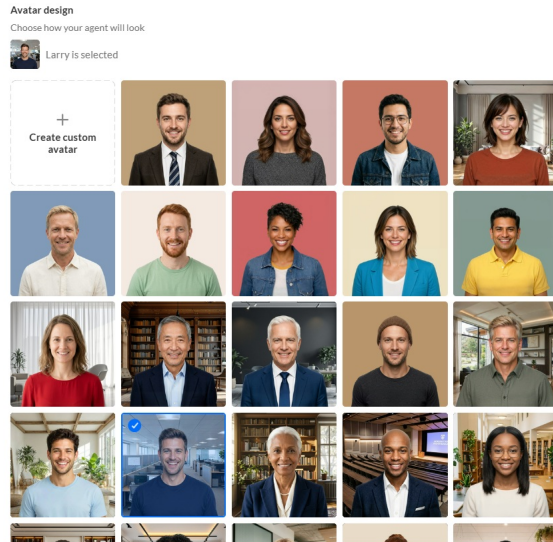 Avatar design
Choose how your agent will look
Larry is selected
Create custom
avatar